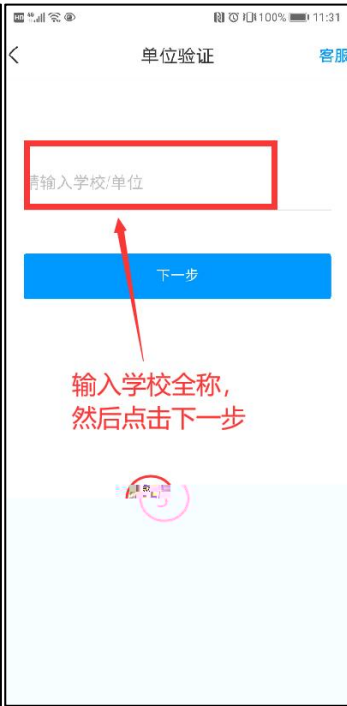 100% 11:31
单位验证
客服
请输入学校/单位
下一步
输入学校全称，
然后点击下一步